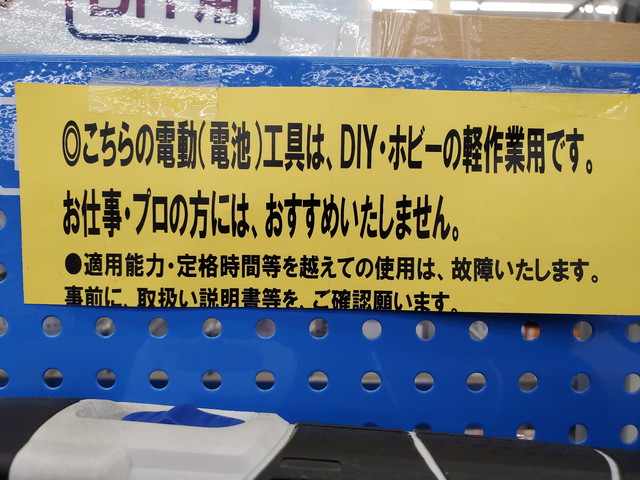 DIY用
◎こちらの電動(電池)工具は、DIY・ホビーの軽作業用です。
お仕事・プロの方には、おすすめいたしません。
●適用能力・定格時間等を越えての使用は、故障いたします。
事前に、取扱い説明書等を、ご確認願います。